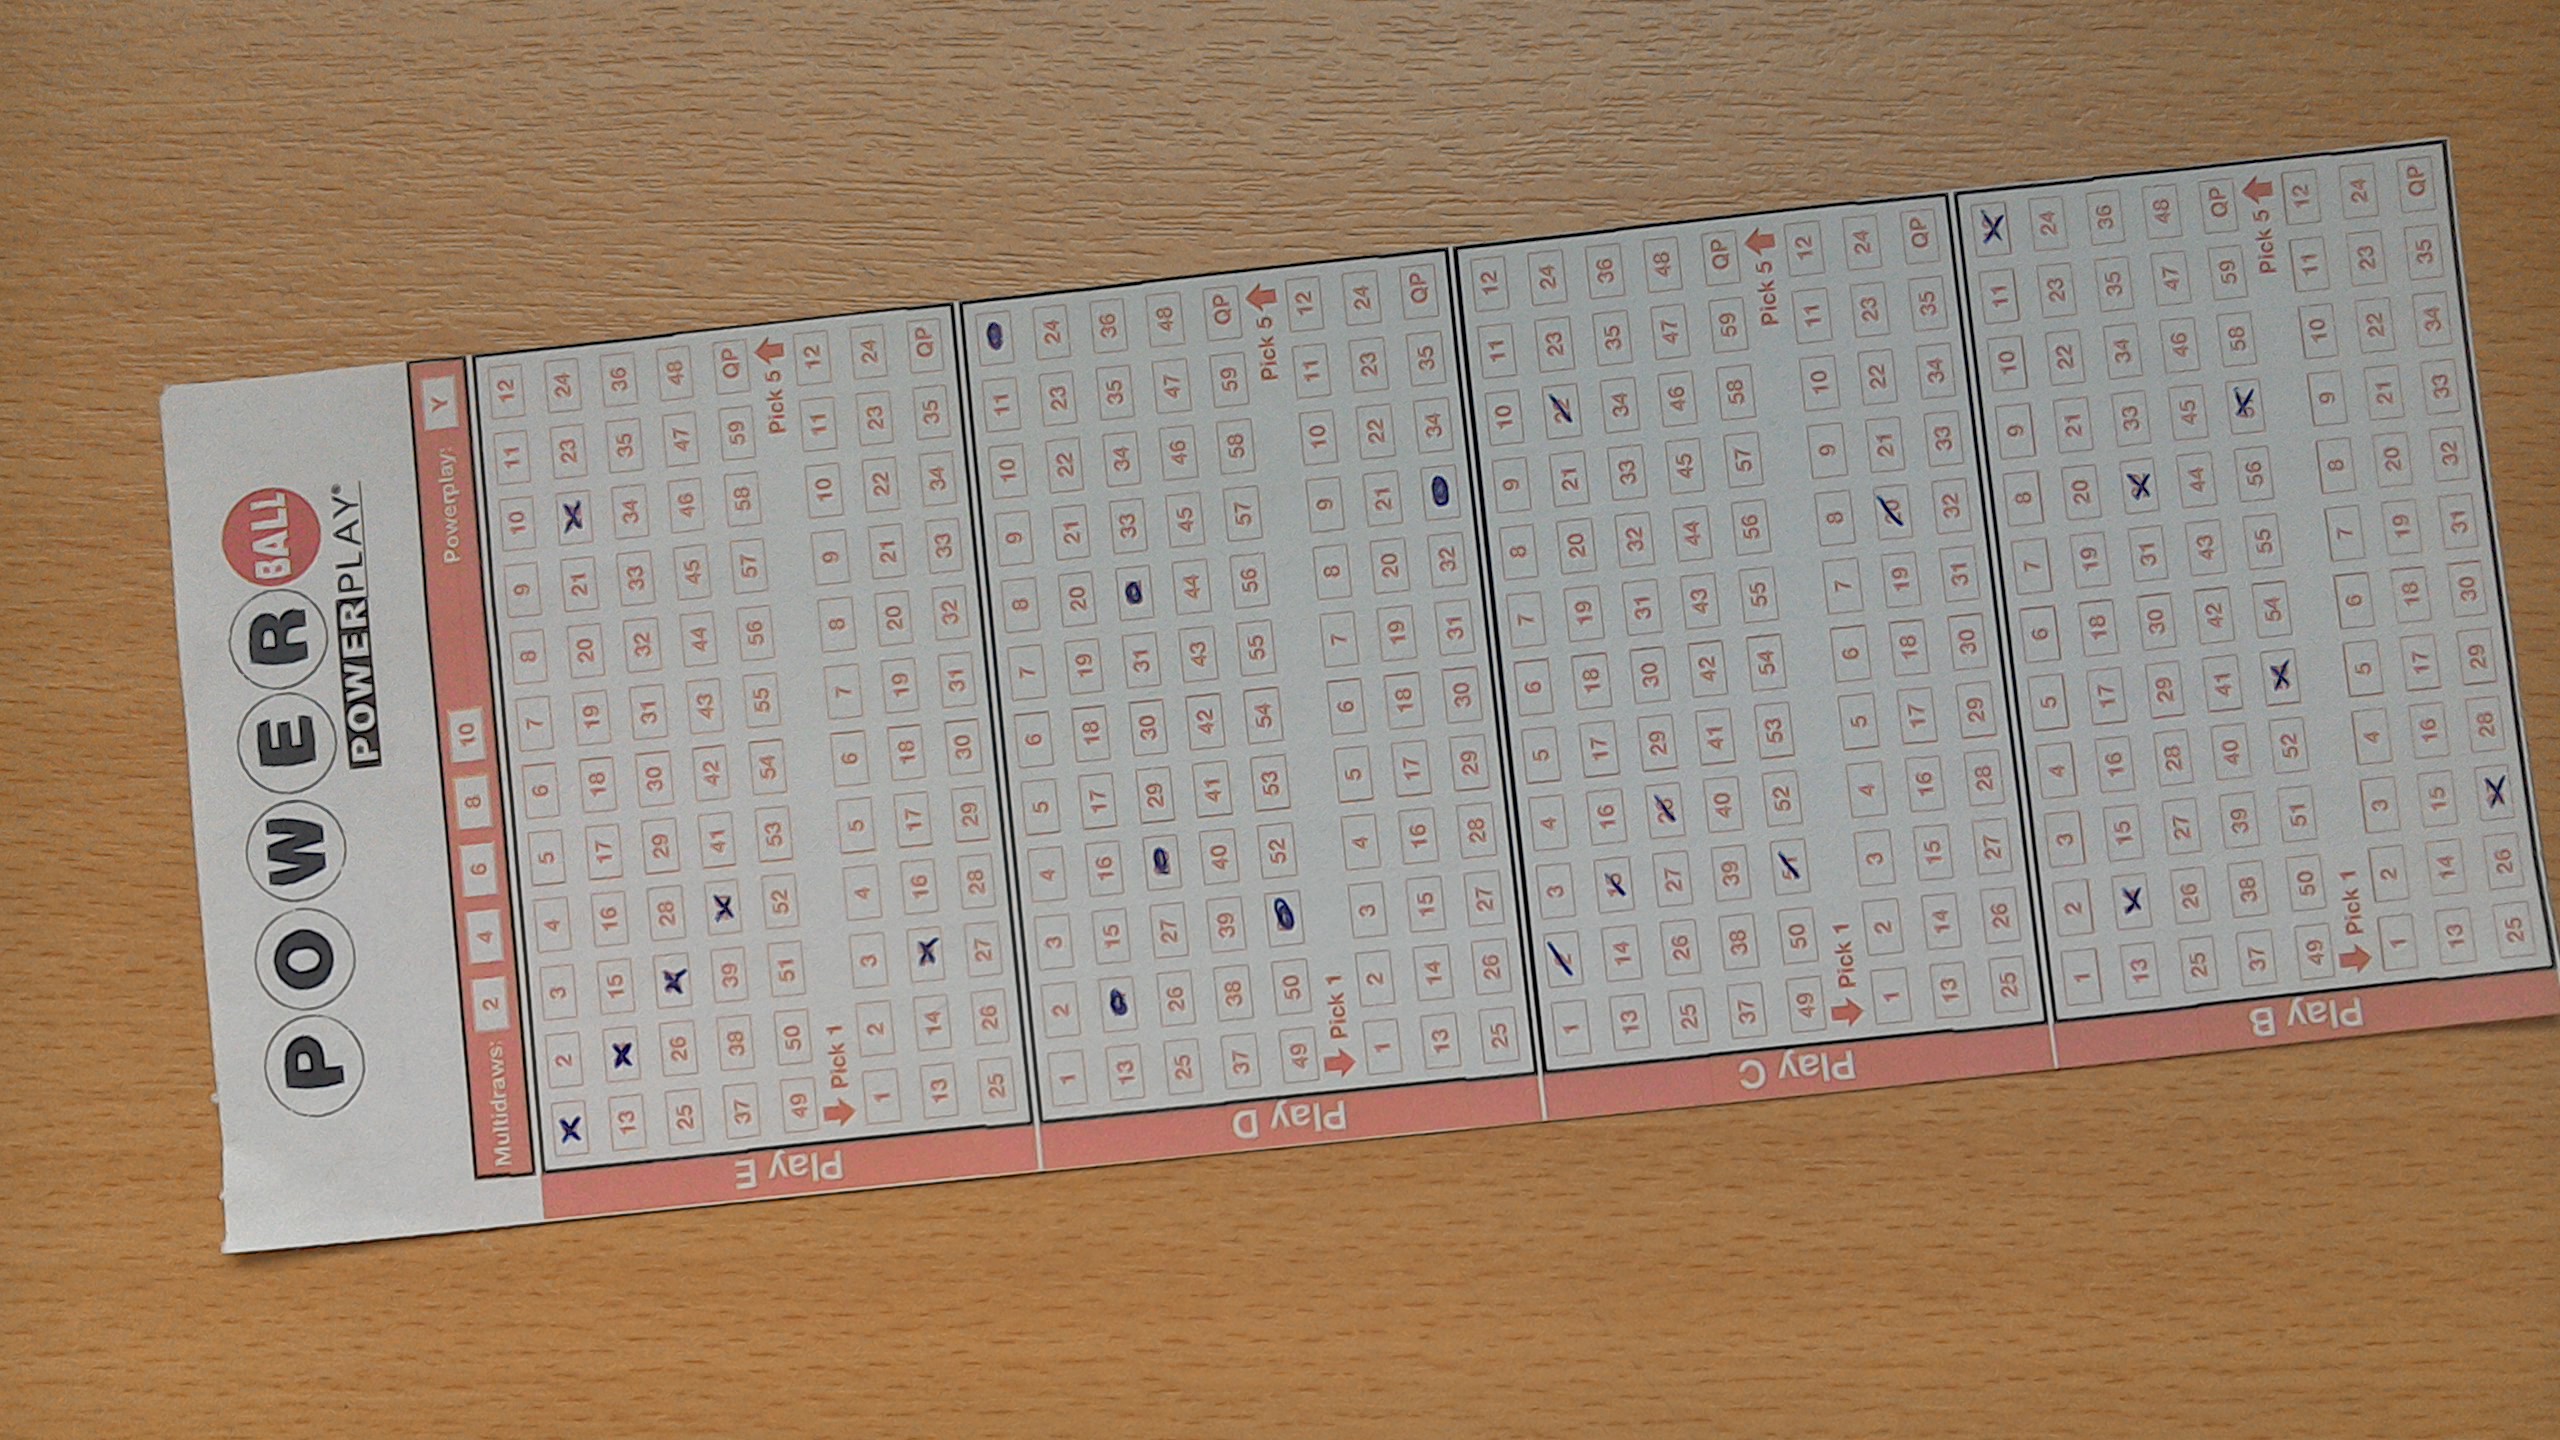 POWERBALL
POWERPLAY®
Multidraws: 2 4 6 8 10 Powerplay: Y
Play E
2 3 4 5 6 7 8 9 10 11 12
13 15 16 17 18 19 20 21 23 24
25 26 28 29 30 31 32 33 34 35 36
37 38 39 41 42 43 44 45 46 47 48
49 50 51 52 53 54 55 56 57 58 59 QP
Pick 1 Pick 5
1 2 3 4 5 6 7 8 9 10 11 12
13 14 16 17 18 19 20 21 22 23 24
25 26 27 28 29 30 31 32 33 34 35 QP
Play D
1 2 3 4 5 6 7 8 9 10 11
13 15 16 17 18 19 20 21 22 23 24
25 26 27 29 30 31 33 34 35 36
37 38 39 40 41 42 43 44 45 46 47 48
49 50 52 53 54 55 56 57 58 59 QP
Pick 1 Pick 5
1 2 3 4 5 6 7 8 9 10 11 12
13 14 15 16 17 18 19 20 21 22 23 24
25 26 27 28 29 30 31 32 34 35 QP
Play C
1 2 3 4 5 6 7 8 9 10 11 12
13 14 15 16 17 18 19 20 21 22 23 24
25 26 27 28 29 30 31 32 33 34 35 36
37 38 39 40 41 42 43 44 45 46 47 48
49 50 51 52 53 54 55 56 57 58 59 QP
Pick 1 Pick 5
1 2 3 4 5 6 7 8 9 10 11 12
13 14 15 16 17 18 19 20 21 22 23 24
25 26 27 28 29 30 31 32 33 34 35 QP
Play B
1 2 3 4 5 6 7 8 9 10 11
13 15 16 17 18 19 20 21 22 23 24
25 26 27 28 29 30 31 33 34 35 36
37 38 39 40 41 42 43 44 45 46 47 48
49 50 51 52 54 55 56 58 59 QP
Pick 1 Pick 5
1 2 3 4 5 6 7 8 9 10 11 12
13 14 15 16 17 18 19 20 21 22 23 24
25 26 28 29 30 31 32 33 34 35 QP